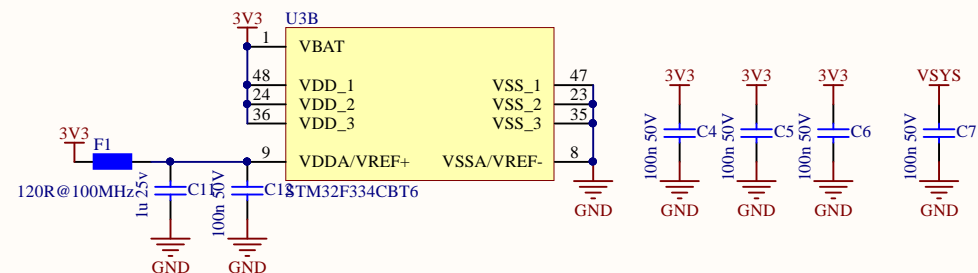 3V3
U3B
1
VBAT
48
VDD_1
VSS_1
47
24
VDD_2
VSS_2
23
36
VDD_3
VSS_3
35
3V3
F1
9
VDDA/VREF+
VSSA/VREF-
8
120R@100MHz
1u 25v
C11
100n 50V
STM32F334CBT6
GND
GND
GND
3V3
100n 50V
C4
GND
3V3
100n 50V
C5
GND
3V3
100n 50V
C6
GND
VSYS
100n 50V
C7
GND